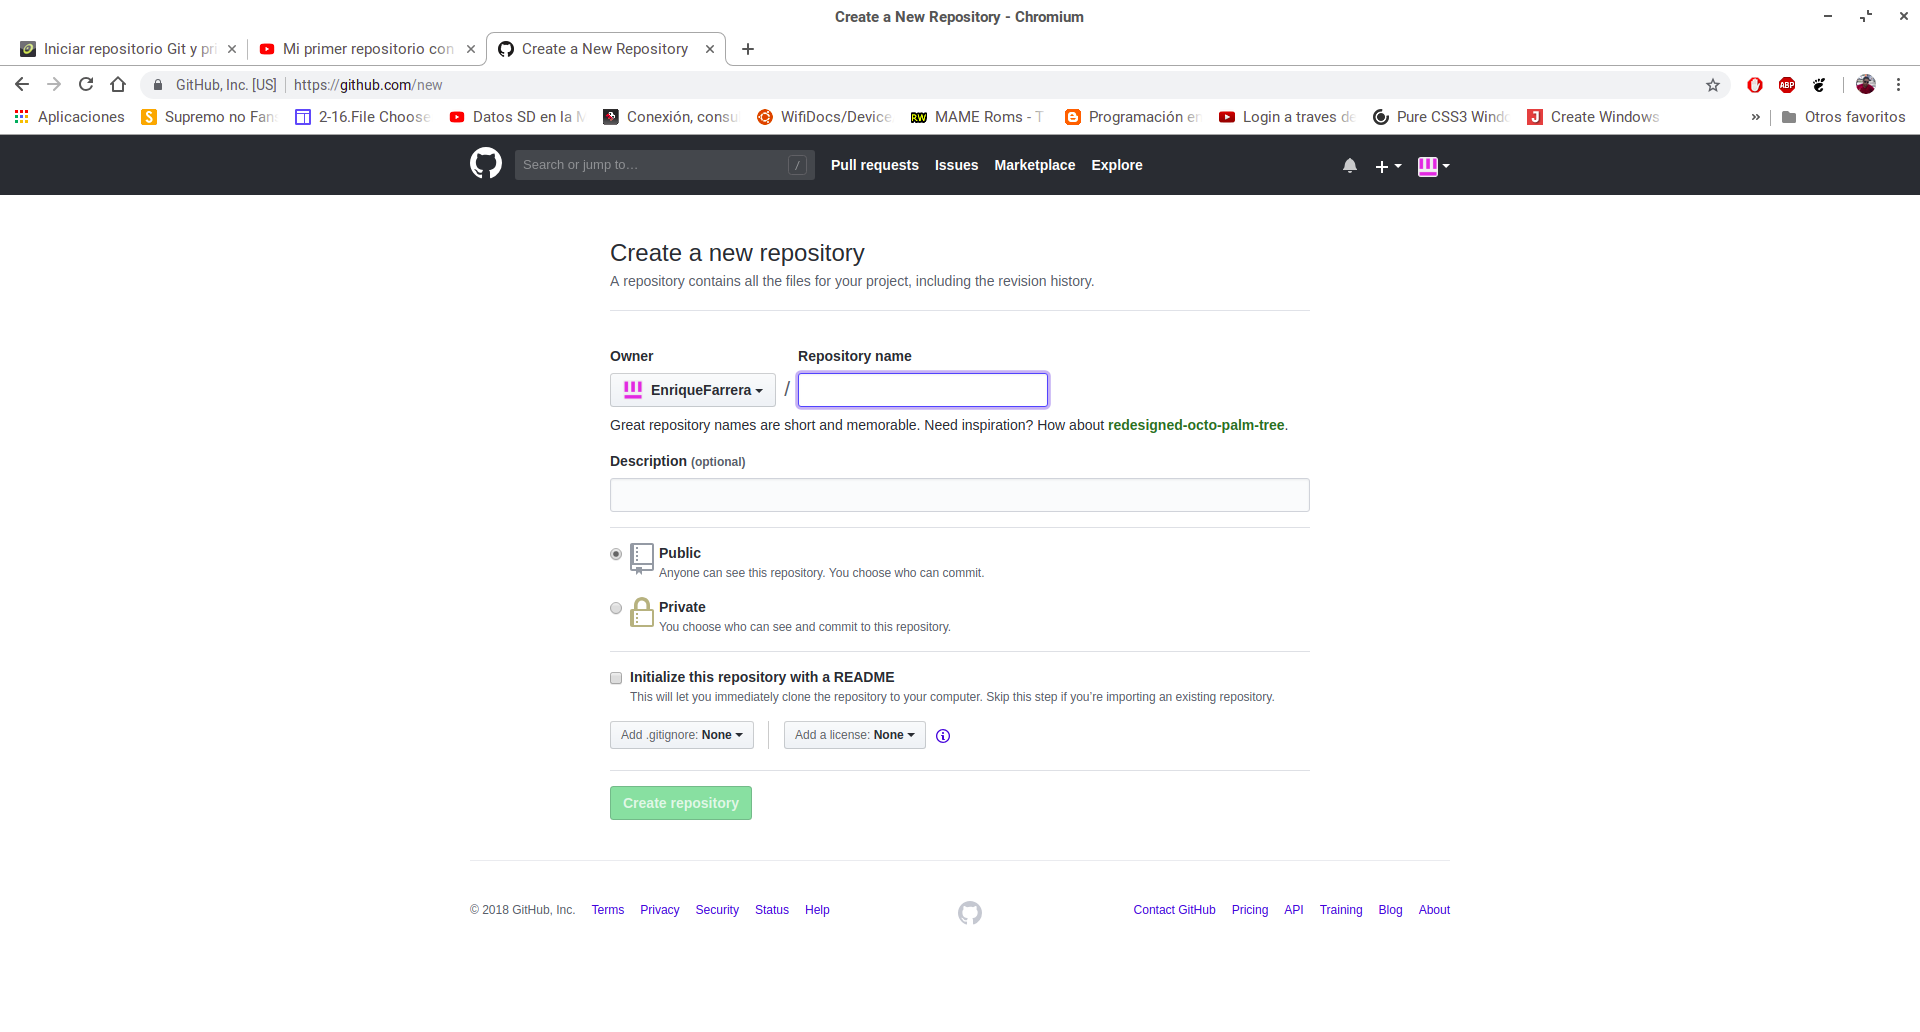 Create a New Repository - Chromium
Iniciar repositorio Git y pri
Mi primer repositorio con
Create a New Repository
GitHub, Inc. [US] https://github.com/new
Aplicaciones
S Supremo no Fan
2-16.File Choose
Datos SD en la M
Conexión, consu
WifiDocs/Device
RW MAME Roms - T
Programación en
Login a traves de
Pure CSS3 Windo
J Create Windows
» Otros favoritos
ABP
Search or jump to… /
Pull requests Issues Marketplace Explore
Create a new repository
A repository contains all the files for your project, including the revision history.
Owner Repository name
EnriqueFarrera /
Great repository names are short and memorable. Need inspiration? How about redesigned-octo-palm-tree.
Description (optional)
Public
Anyone can see this repository. You choose who can commit.
Private
You choose who can see and commit to this repository.
Initialize this repository with a README
This will let you immediately clone the repository to your computer. Skip this step if you’re importing an existing repository.
Add .gitignore: None Add a license: None
Create repository
© 2018 GitHub, Inc. Terms Privacy Security Status Help Contact GitHub Pricing API Training Blog About